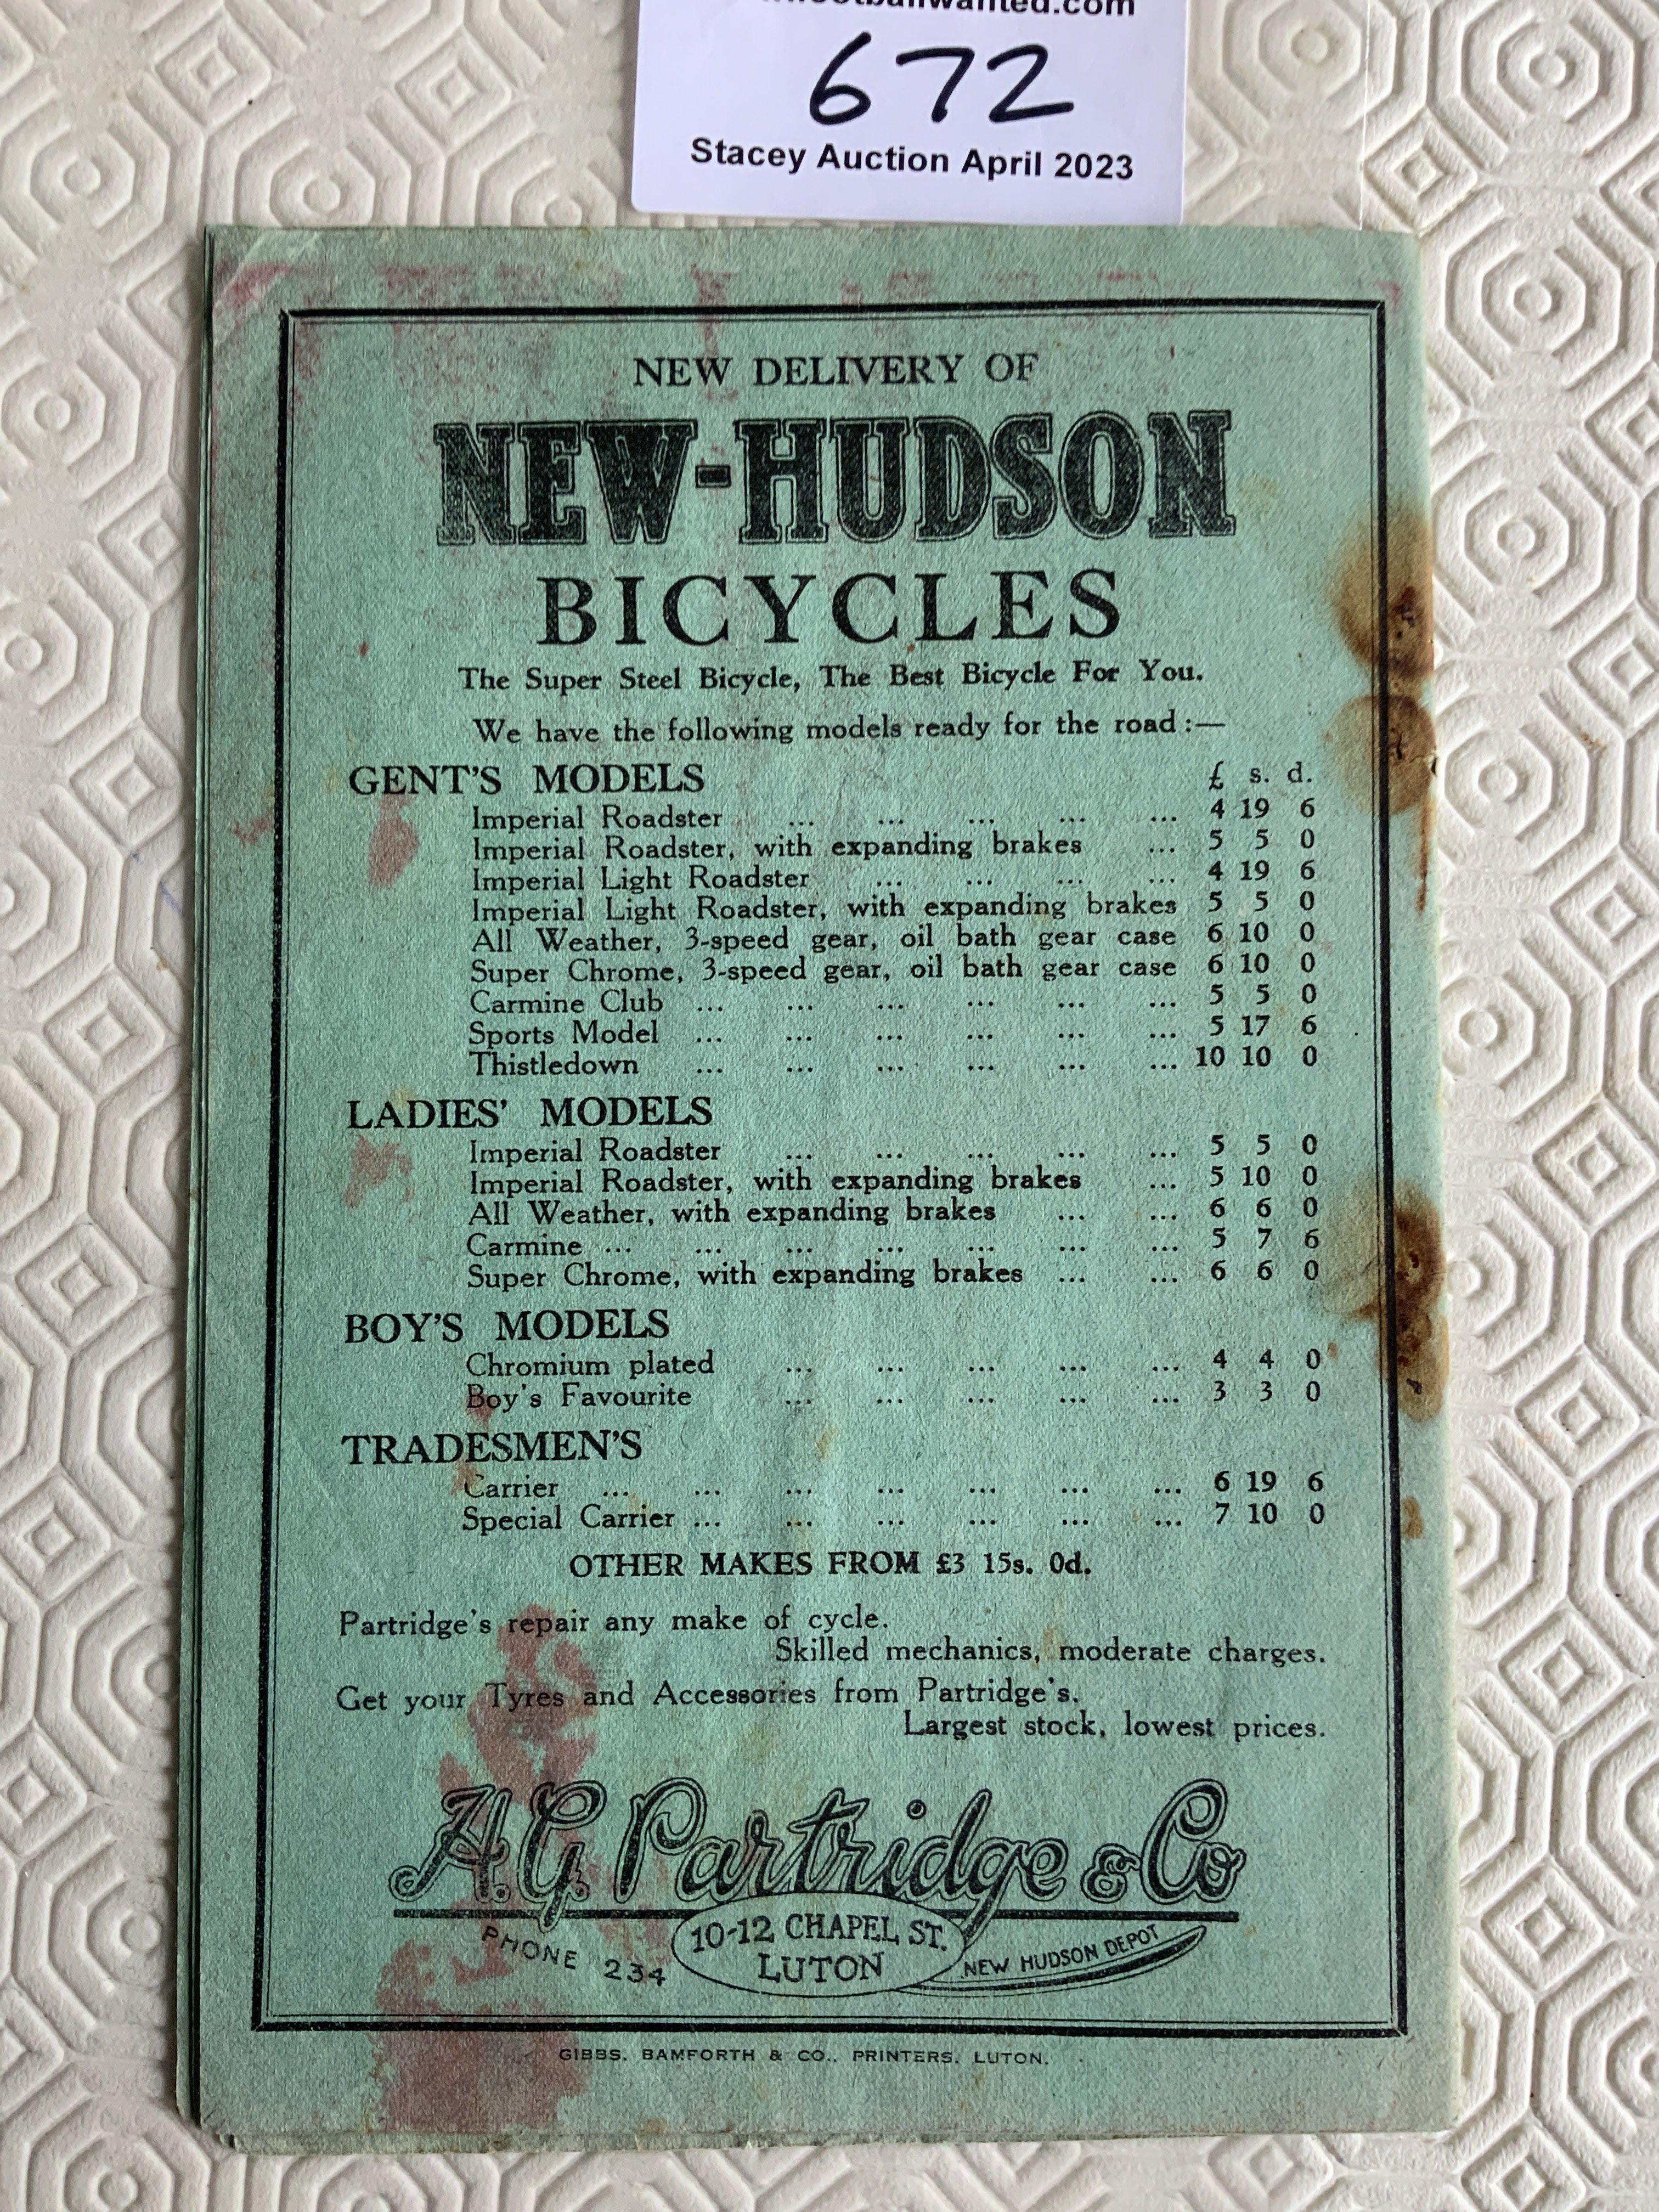 672
Stacey Auction April 2023
NEW DELIVERY OF
NEW-HUDSON
BICYCLES
The Super Steel Bicycle, The Best Bicycle For You.
We have the following models ready for the road :—
GENT'S MODELS £ s. d.
Imperial Roadster ... ... ... ... ... 4 19 6
Imperial Roadster, with expanding brakes ... 5 5 0
Imperial Light Roadster ... ... ... ... 4 19 6
Imperial Light Roadster, with expanding brakes 5 5 0
All Weather, 3-speed gear, oil bath gear case 6 10 0
Super Chrome, 3-speed gear, oil bath gear case 6 10 0
Carmine Club ... ... ... ... ... ... 5 5 0
Sports Model ... ... ... ... ... ... 5 17 6
Thistledown ... ... ... ... ... ... 10 10 0
LADIES' MODELS
Imperial Roadster ... ... ... ... ... 5 5 0
Imperial Roadster, with expanding brakes ... 5 10 0
All Weather, with expanding brakes ... ... 6 6 0
Carmine ... ... ... ... ... ... ... 5 7 6
Super Chrome, with expanding brakes ... ... 6 6 0
BOY'S MODELS
Chromium plated ... ... ... ... ... 4 4 0
Boy's Favourite ... ... ... ... ... 3 3 0
TRADESMEN'S
Carrier ... ... ... ... ... ... ... 6 19 6
Special Carrier ... ... ... ... ... ... 7 10 0
OTHER MAKES FROM £3 15s. 0d.
Partridge's repair any make of cycle.
Skilled mechanics, moderate charges.
Get your Tyres and Accessories from Partridge's.
Largest stock, lowest prices.
A.G. Partridge & Co
PHONE 234
10-12 CHAPEL ST.
LUTON
NEW HUDSON DEPOT
GIBBS, BAMFORTH & CO., PRINTERS, LUTON.